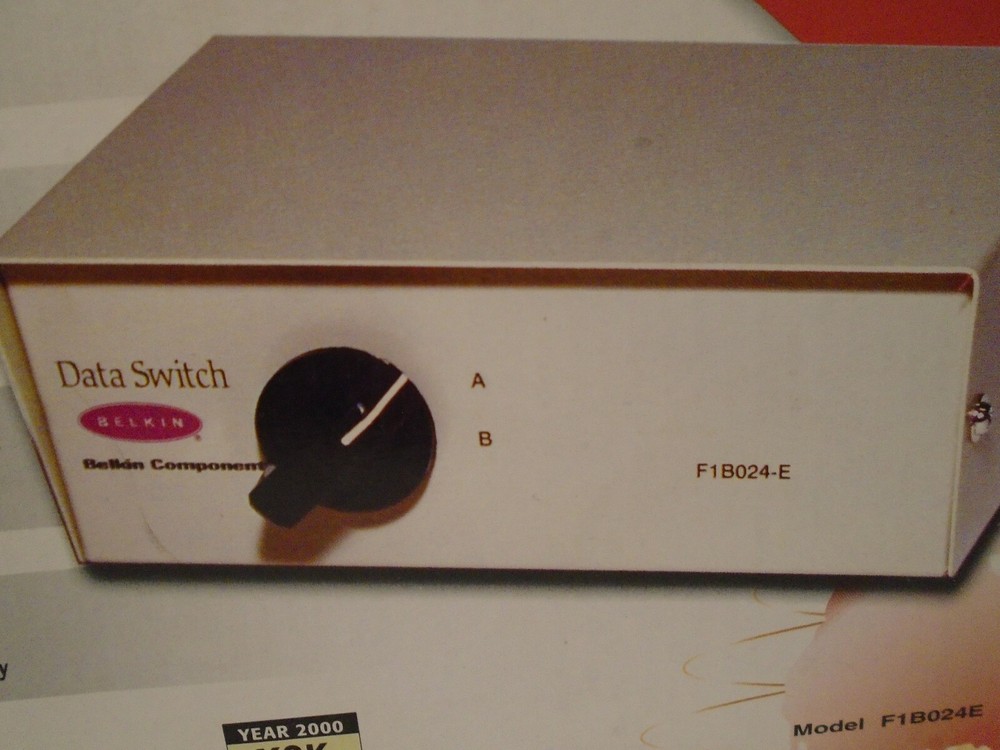 Data Switch
BELKIN
Belkin Component
A
B
F1B024-E
y
YEAR 2000
Model F1B024E